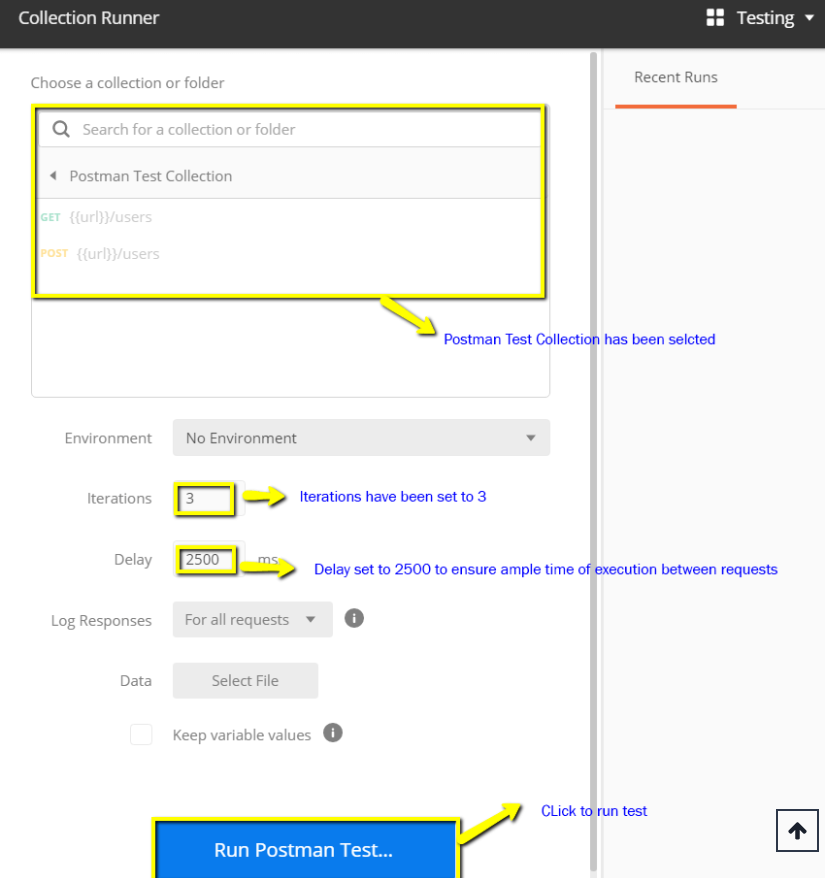 Collection Runner
Testing
Choose a collection or folder
Recent Runs
Search for a collection or folder
Postman Test Collection
GET {{url}}/users
POST {{url}}/users
Postman Test Collection has been selcted
Environment No Environment
Iterations 3 Iterations have been set to 3
Delay 2500 ms Delay set to 2500 to ensure ample time of execution between requests
Log Responses For all requests
Data Select File
Keep variable values
CLick to run test
Run Postman Test...